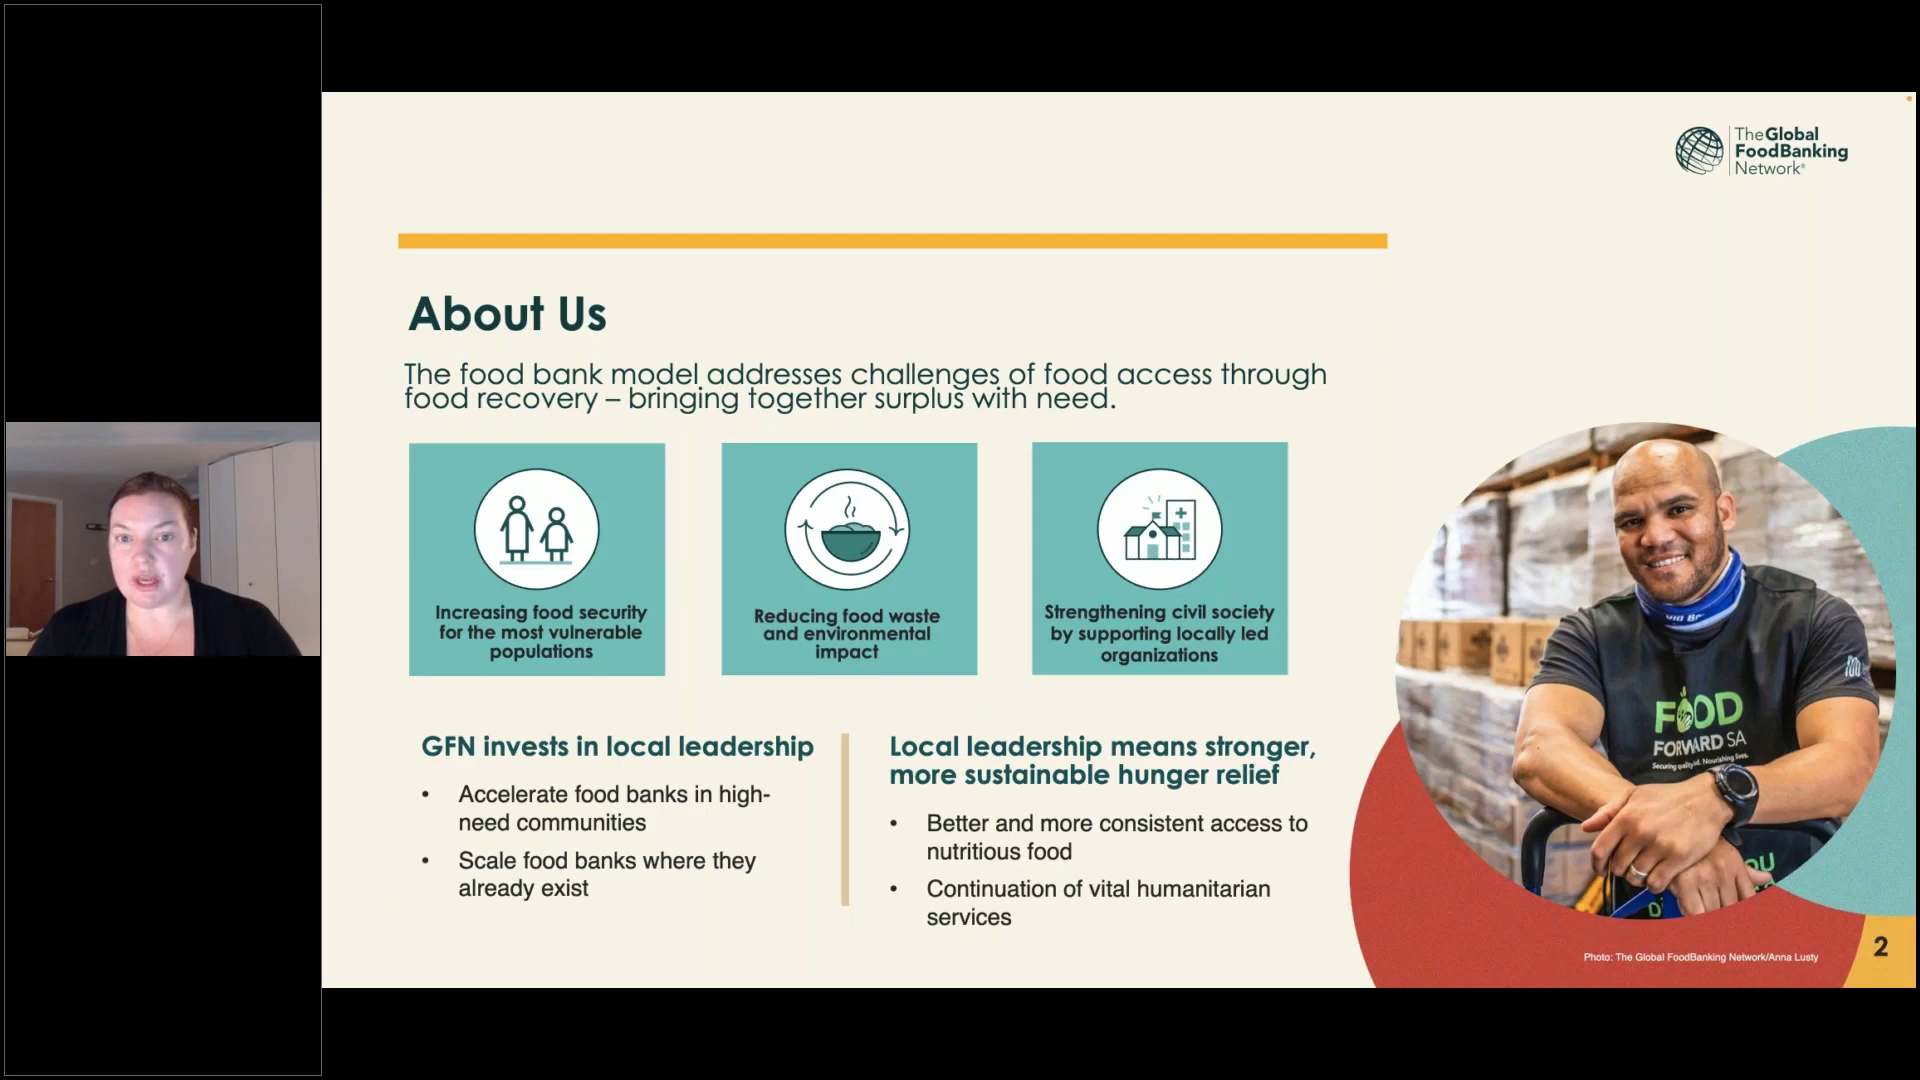 The Global
FoodBanking
Network®
About Us
The food bank model addresses challenges of food access through
food recovery – bringing together surplus with need.
Increasing food security
for the most vulnerable
populations
Reducing food waste
and environmental
impact
Strengthening civil society
by supporting locally led
organizations
GFN invests in local leadership
• Accelerate food banks in high-
need communities
• Scale food banks where they
already exist
Local leadership means stronger,
more sustainable hunger relief
• Better and more consistent access to
nutritious food
• Continuation of vital humanitarian
services
FOOD
FORWARD SA
Photo: The Global FoodBanking Network/Anna Lusty
2